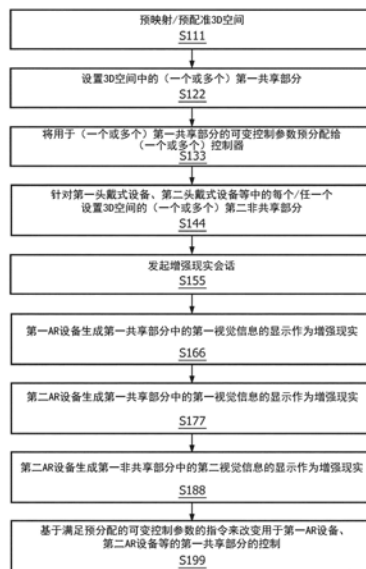 预映射/预配准3D空间
S111
设置3D空间中的（一个或多个）第一共享部分
S122
将用于（一个或多个）第一共享部分的可变控制参数预分配给
（一个或多个）控制器
S133
针对第一头戴式设备、第二头戴式设备等中的每个/任一个
设置3D空间的（一个或多个）第二非共享部分
S144
发起增强现实会话
S155
第一AR设备生成第一共享部分中的第一视觉信息的显示作为增强现实
S166
第二AR设备生成第一共享部分中的第一视觉信息的显示作为增强现实
S177
第二AR设备生成第一非共享部分中的第二视觉信息的显示作为增强现实
S188
基于满足预分配的可变控制参数的指令来改变用于第一AR设备、
第二AR设备等的第一共享部分的控制
S199